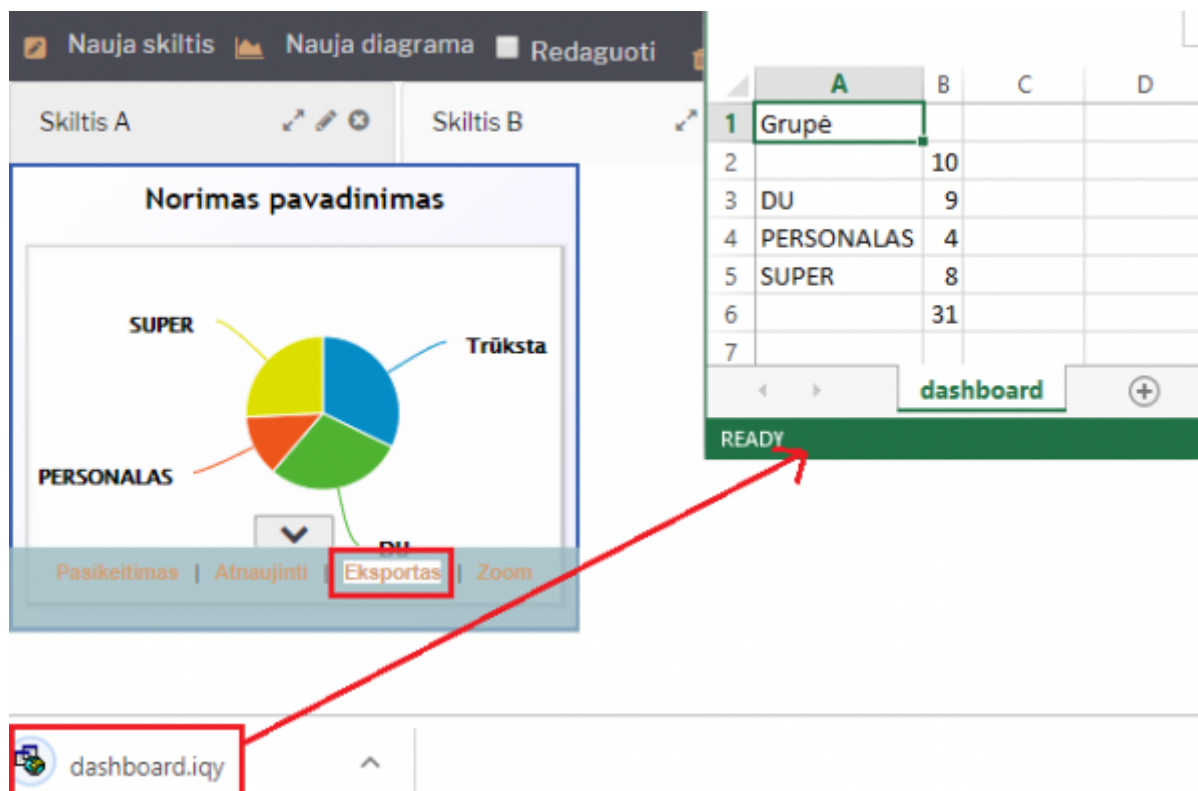 Nauja skiltis Nauja diagrama Redaguoti
Skiltis A Skiltis B
Norimas pavadinimas
SUPER
Trūksta
PERSONALAS
DU
Pasikeitimas | Atnaujinti | Eksportas | Zoom
A B C D
1 Grupė
2 10
3 DU 9
4 PERSONALAS 4
5 SUPER 8
6 31
7
dashboard
READY
dashboard.iqy